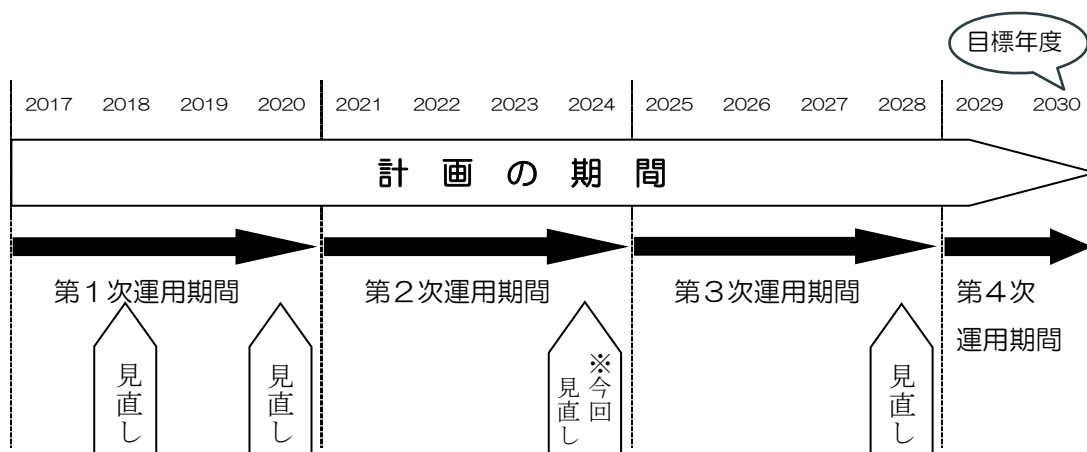 目標年度
2017 2018 2019 2020 2021 2022 2023 2024 2025 2026 2027 2028 2029 2030
計画の期間
第1次運用期間 第2次運用期間 第3次運用期間 第4次
運用期間
見直し
見直し
※今回
見直し
見直し